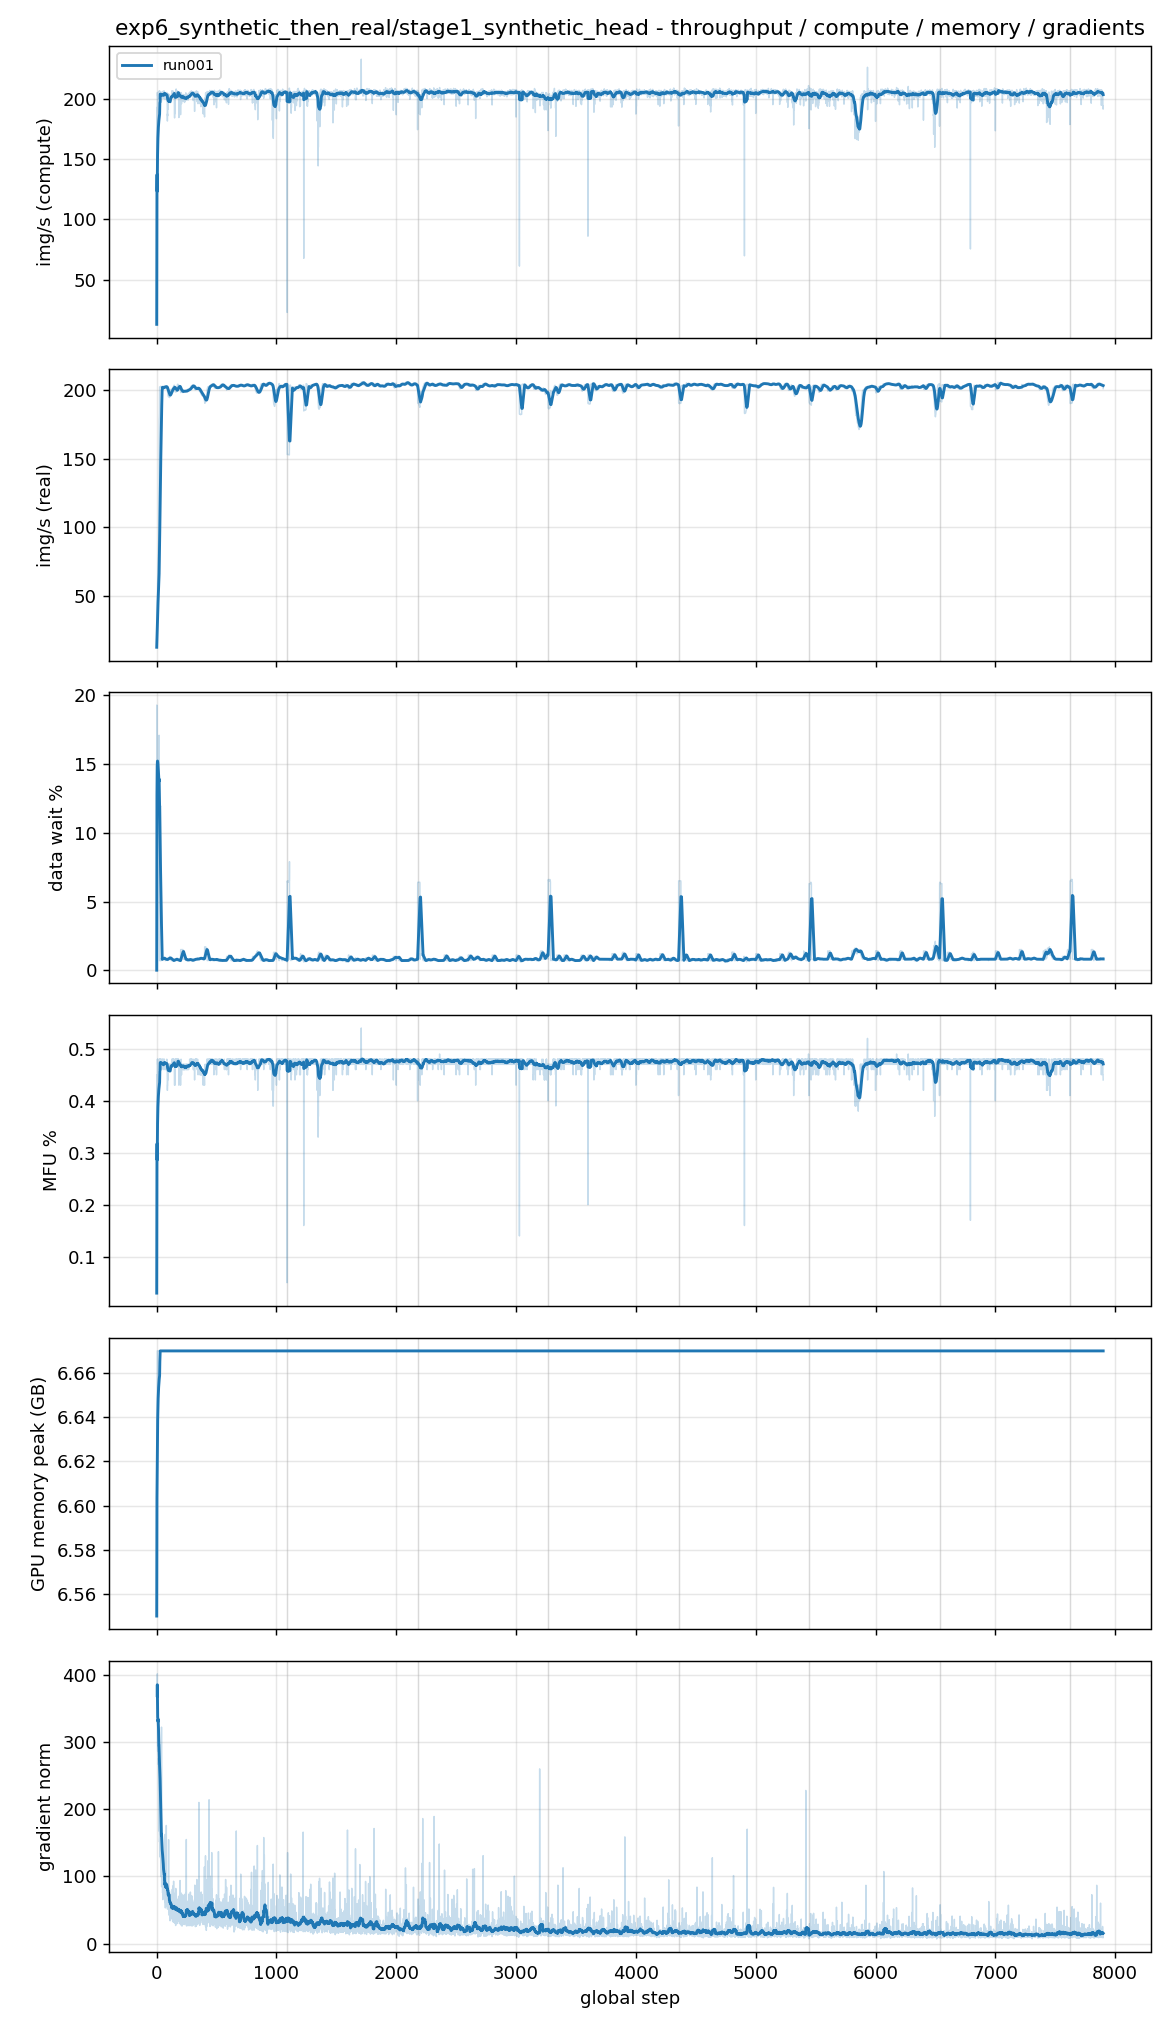 exp6_synthetic_then_real/stage1_synthetic_head - throughput / compute / memory / gradients
run001
200
150
100
50
img/s (compute)
200
150
100
50
img/s (real)
20
15
10
5
0
data wait %
0.5
0.4
0.3
0.2
0.1
MFU %
6.66
6.64
6.62
6.60
6.58
6.56
GPU memory peak (GB)
400
300
200
100
0
gradient norm
0 1000 2000 3000 4000 5000 6000 7000 8000
global step